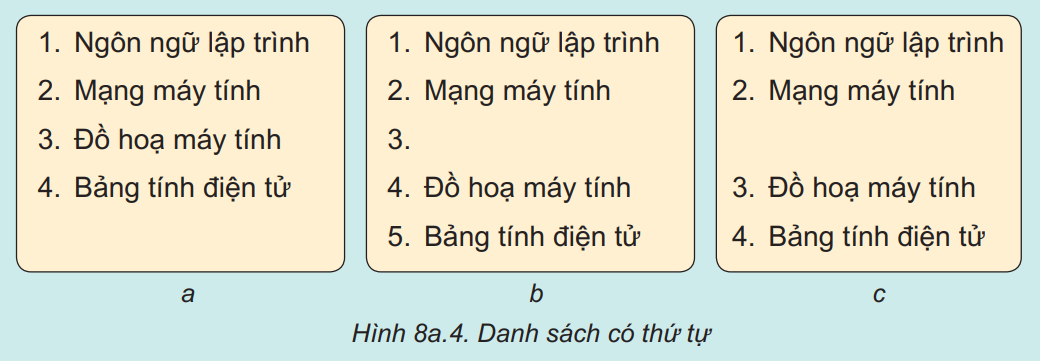 1. Ngôn ngữ lập trình
2. Mạng máy tính
3. Đồ hoạ máy tính
4. Bảng tính điện tử
a
1. Ngôn ngữ lập trình
2. Mạng máy tính
3.
4. Đồ hoạ máy tính
5. Bảng tính điện tử
b
1. Ngôn ngữ lập trình
2. Mạng máy tính
3. Đồ hoạ máy tính
4. Bảng tính điện tử
c
Hình 8a.4. Danh sách có thứ tự